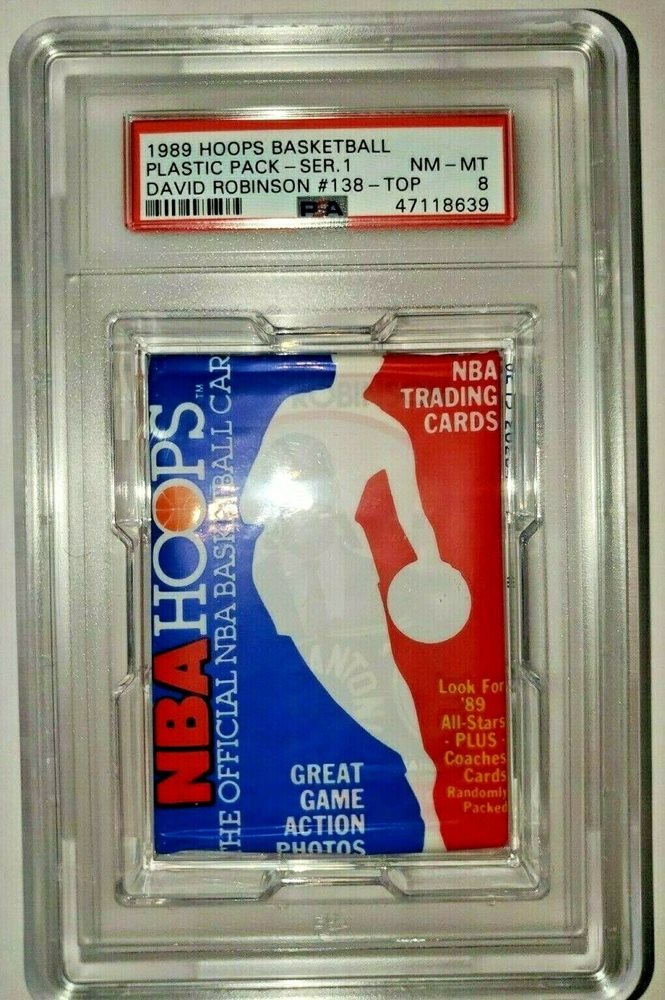 1989 HOOPS BASKETBALL
PLASTIC PACK - SER. 1 NM - MT
DAVID ROBINSON #138 - TOP 8
PSA 47118639
NBA
TRADING
CARDS
NBA HOOPS™
THE OFFICIAL NBA BASKETBALL CAR
Look For
'89
All-Stars
- PLUS -
Coaches
Cards
Randomly
Packed
GREAT
GAME
ACTION
PHOTOS